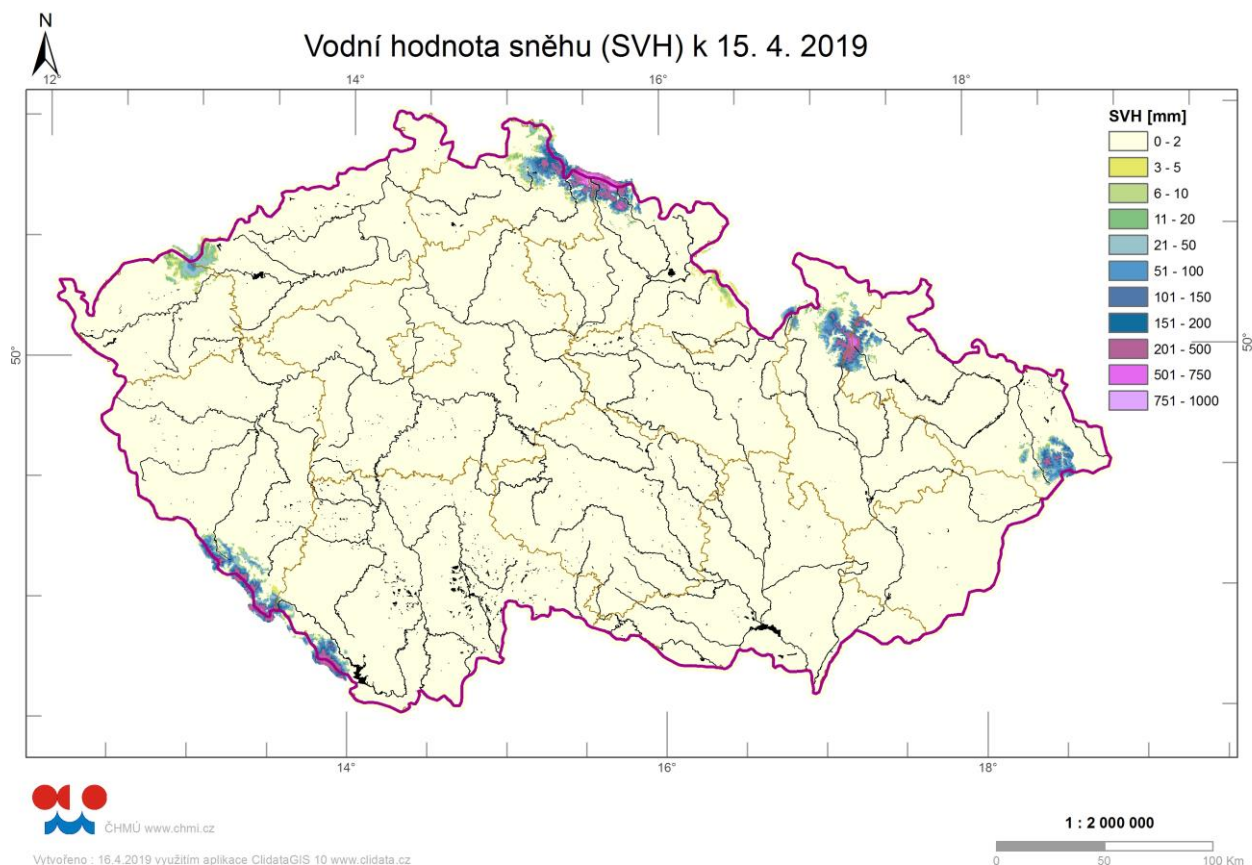 N
Vodní hodnota sněhu (SVH) k 15. 4. 2019
12° 14° 16° 18°
SVH [mm]
0 - 2
3 - 5
6 - 10
11 - 20
21 - 50
51 - 100
101 - 150
151 - 200
201 - 500
501 - 750
751 - 1000
50° 50°
14° 16° 18°
ČHMÚ www.chmi.cz
1 : 2 000 000
Vytvořeno : 16.4.2019 využitím aplikace ClidataGIS 10 www.clidata.cz
0 50 100 Km